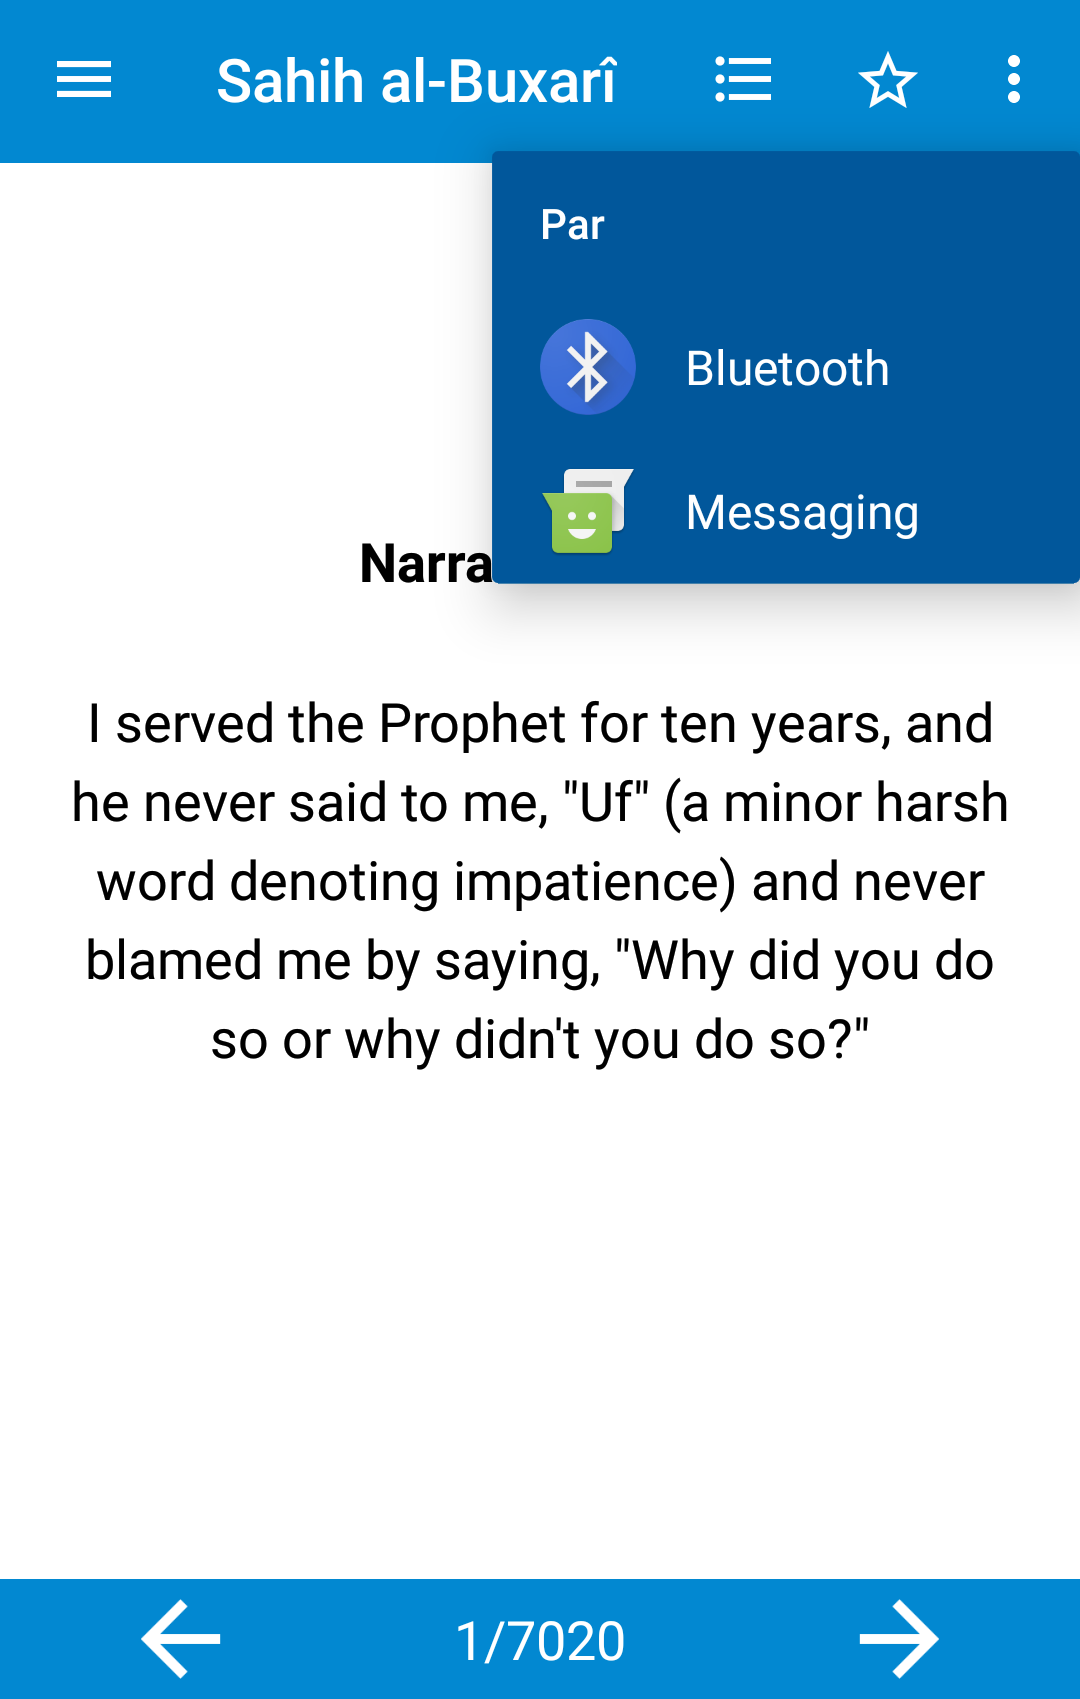 Sahih al-Buxarî
Par
Bluetooth
Messaging
Narra
I served the Prophet for ten years, and
he never said to me, "Uf" (a minor harsh
word denoting impatience) and never
blamed me by saying, "Why did you do
so or why didn't you do so?"
1/7020